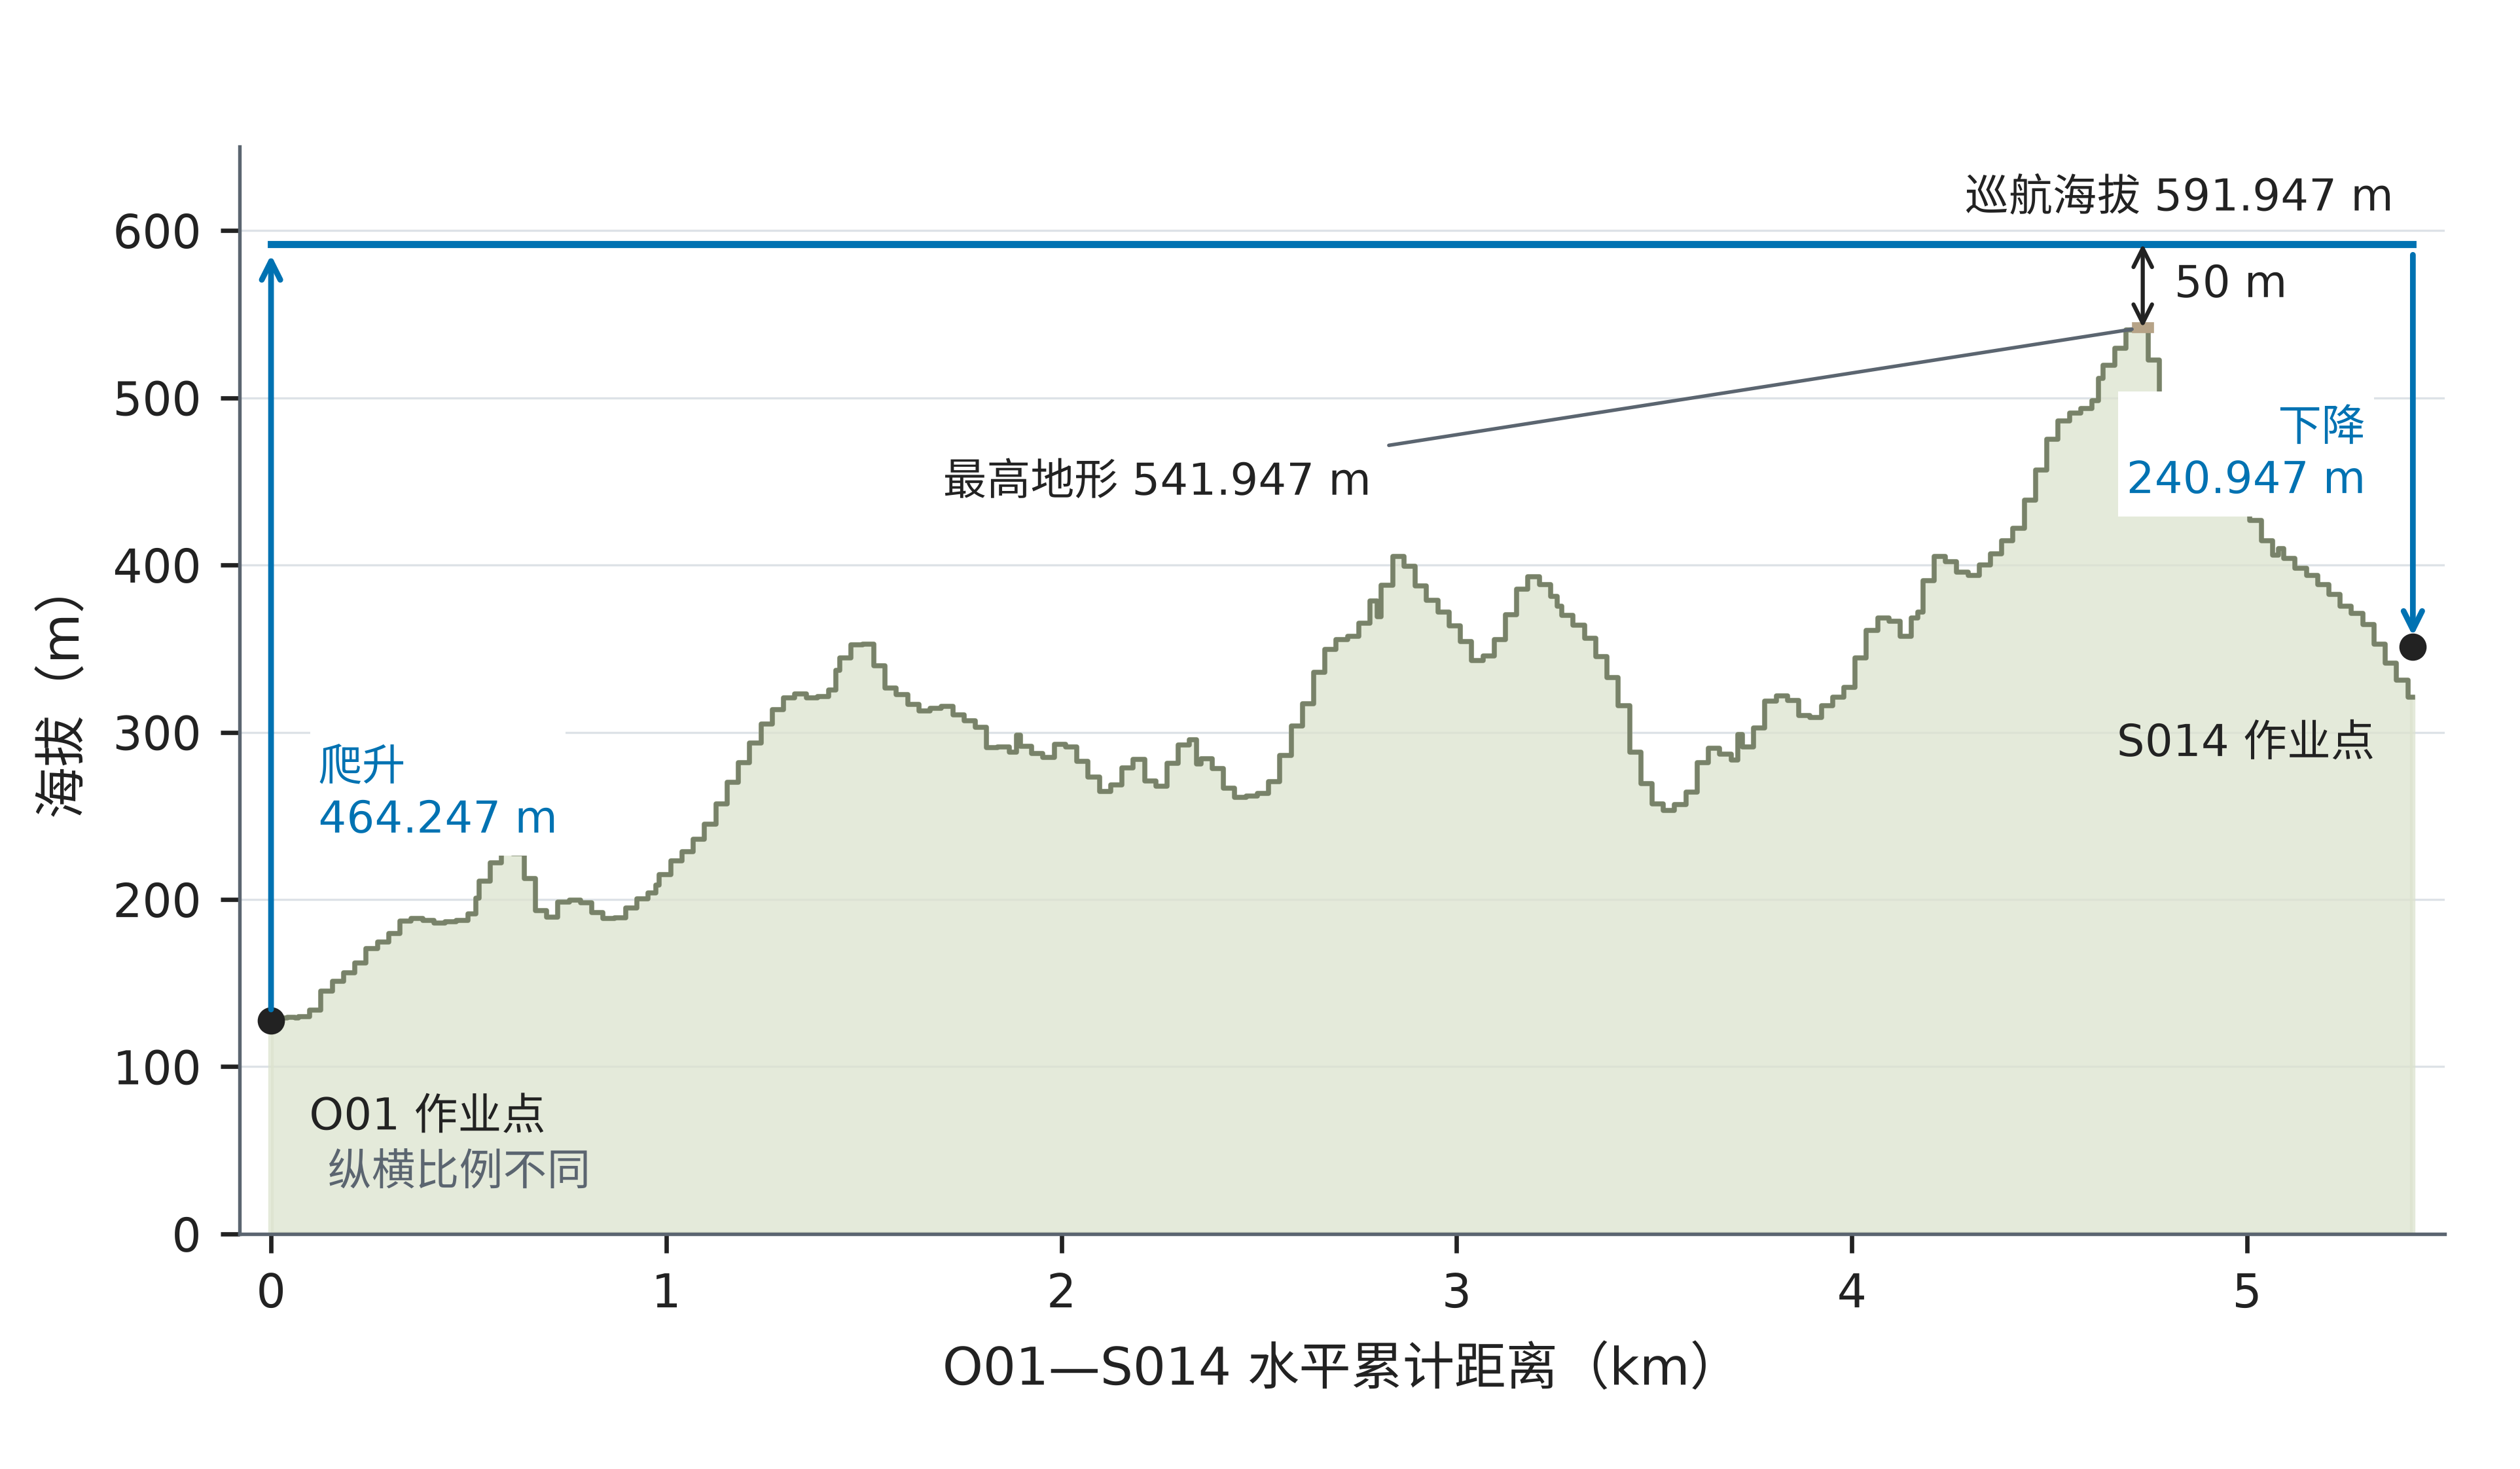 巡航海拔 591.947 m
600
50 m
500
下降
240.947 m
最高地形 541.947 m
400
海拔（m）
300
S014 作业点
爬升
464.247 m
200
100
O01 作业点
纵横比例不同
0
0 1 2 3 4 5
O01—S014 水平累计距离（km）